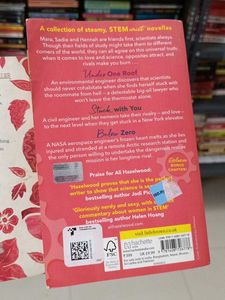 A collection of steamy, STEMinist novellas
Mara, Sadie and Hannah are friends first, scientists always.
Though their fields of study might take them to different
corners of the world, they can all agree on this universal truth:
when it comes to love and science, opposites attract, and
rivals make you burn
Under One Roof
An environmental engineer discovers that scientists
should never cohabitate when she finds herself stuck with
the roommate from hell – a detestable big-oil lawyer who
won't leave the thermostat alone.
Stuck with You
A civil engineer and her nemesis take their rivalry – and love –
to the next level when they get stuck in a New York elevator.
Below Zero
A NASA aerospace engineer's frozen heart melts as she lies
injured and stranded at a remote Arctic research station and
the only person willing to undertake the dangerous rescue
mission is her longtime rival.
BONUS
CHAPTER!
Praise for Ali Hazelwood:
'Hazelwood proves that she is the perfect
writer to show that science is sexy
bestselling author Jodi Picoult
'Gloriously nerdy and sexy, with
commentary about women in STEM'
bestselling author Helen Hoang
FSC
hachette